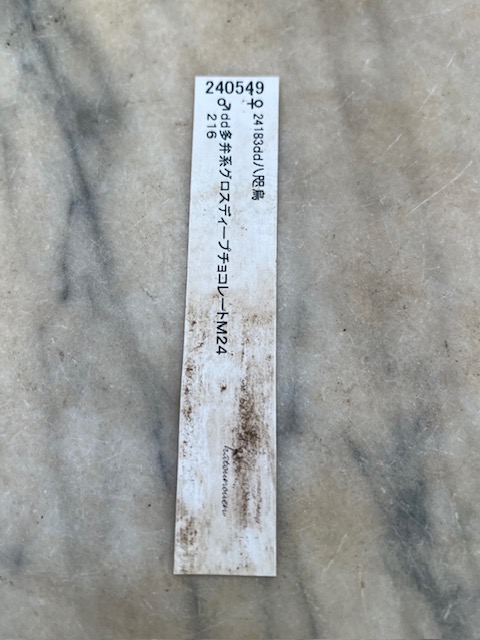 240549
♀ 24183dd八咫烏
♂dd多弁系グロスディープチョコレートM24
216
hatounouen